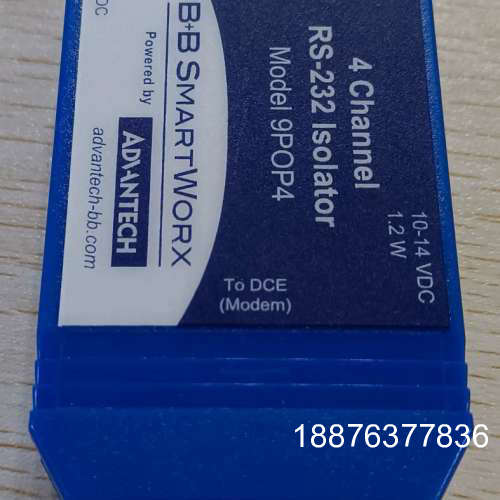 4 Channel
RS-232 Isolator
Model 9POP4
10-14 VDC
1.2 W
To DCE
(Modem)
B+B SMARTWORX
Powered by
ADVANTECH
advantech-bb.com
DC
18876377836